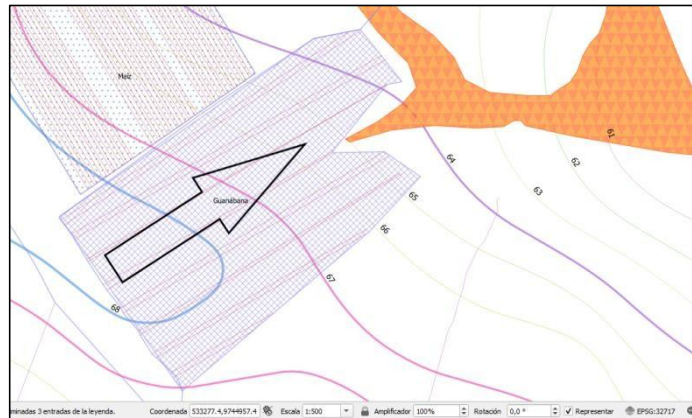 Maíz
61
64
62
63
Guanábana
65
66
67
68
minadas 3 entradas de la leyenda. Coordenada 533277.4,9744957.4 Escala 1:500 Amplificador 100% Rotación 0,0 ° Representar EPSG:32717